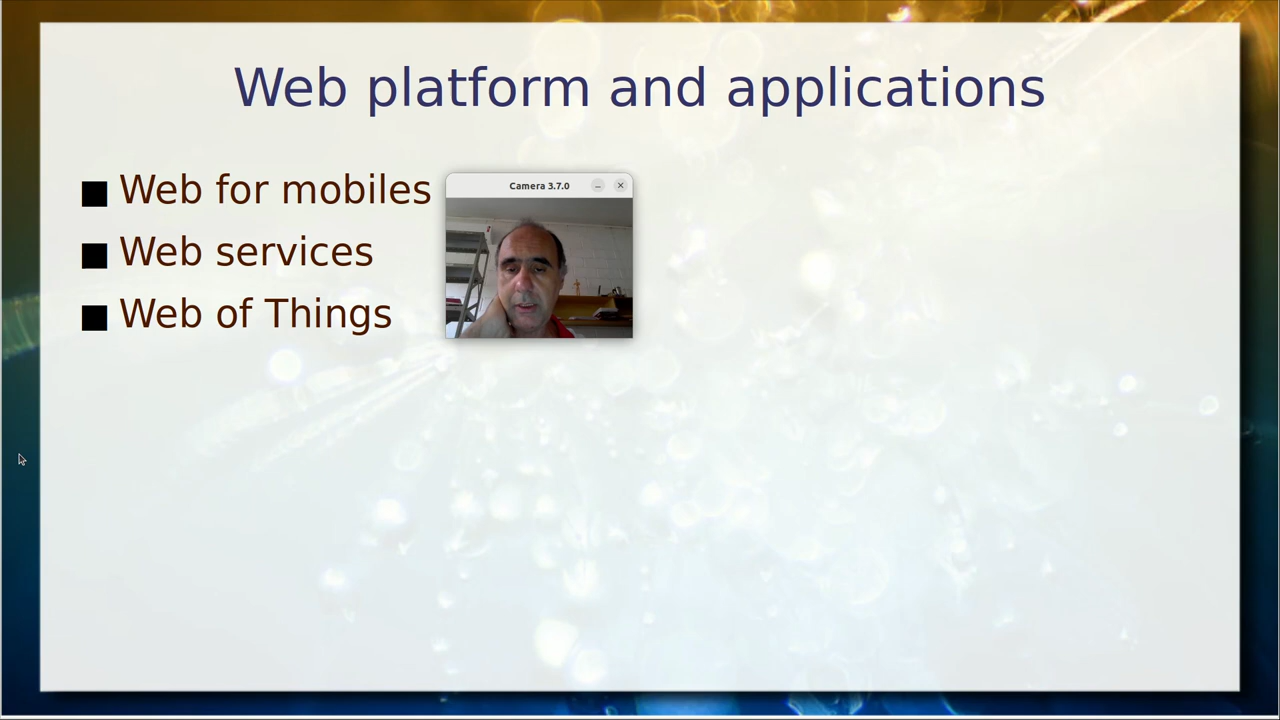 Web platform and applications
Web for mobiles
Web services
Web of Things
Camera 3.7.0